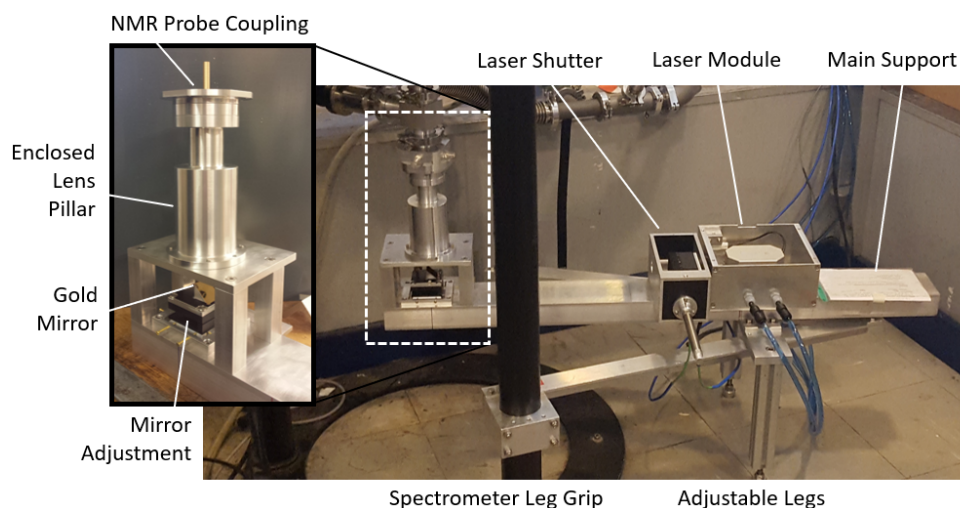 NMR Probe Coupling
Laser Shutter
Laser Module
Main Support
Enclosed
Lens
Pillar
Gold
Mirror
Mirror
Adjustment
Spectrometer Leg Grip
Adjustable Legs